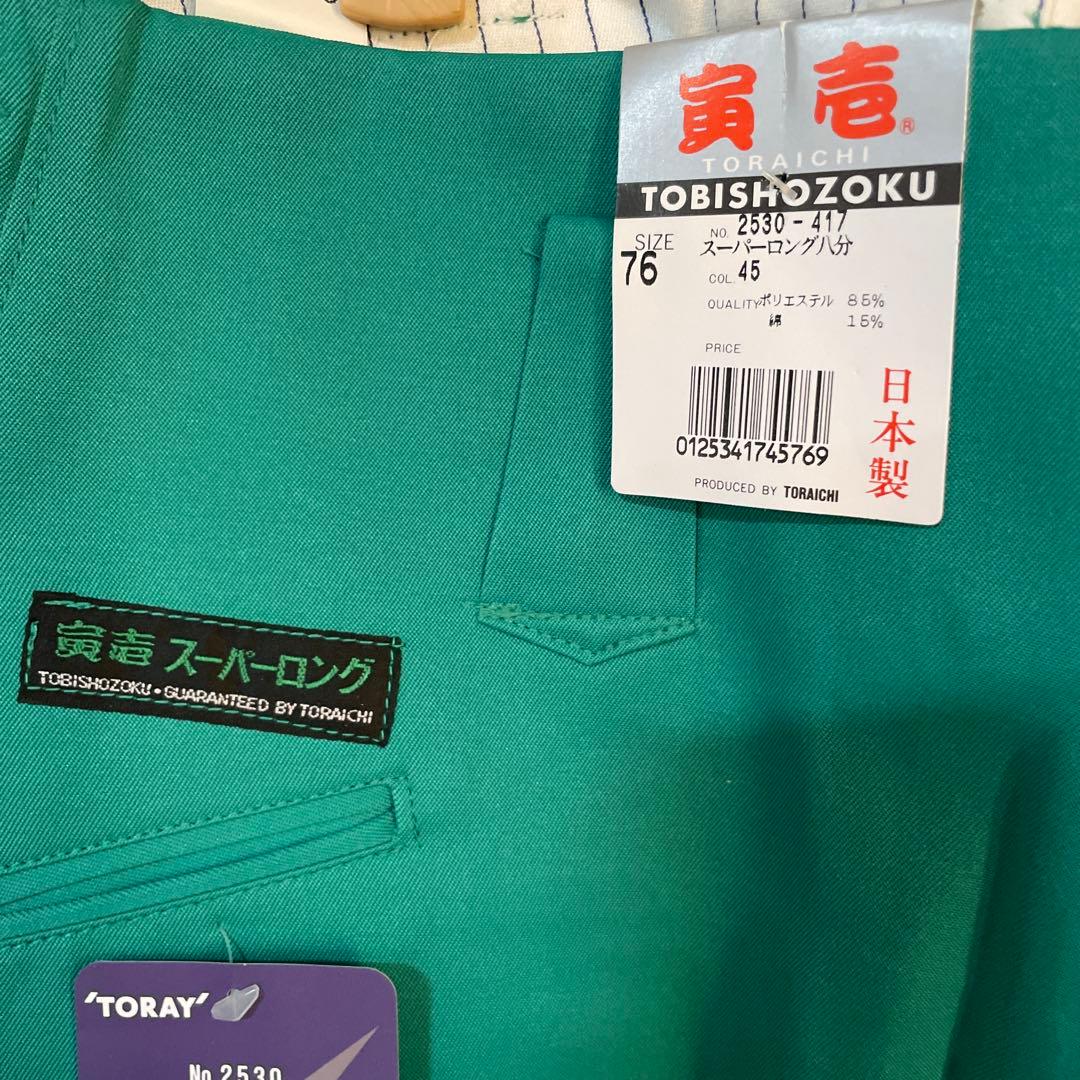 寅壱®
TORAICHI
TOBISHOZOKU
NO. 2530-417
SIZE
スーパーロング八分
76
COL. 45
QUALITY ポリエステル 85%
綿 15%
PRICE
0125341745769
日本製
PRODUCED BY TORAICHI
寅壱 スーパーロング
TOBISHOZOKU・GUARANTEED BY TORAICHI
'TORAY'
No.2530